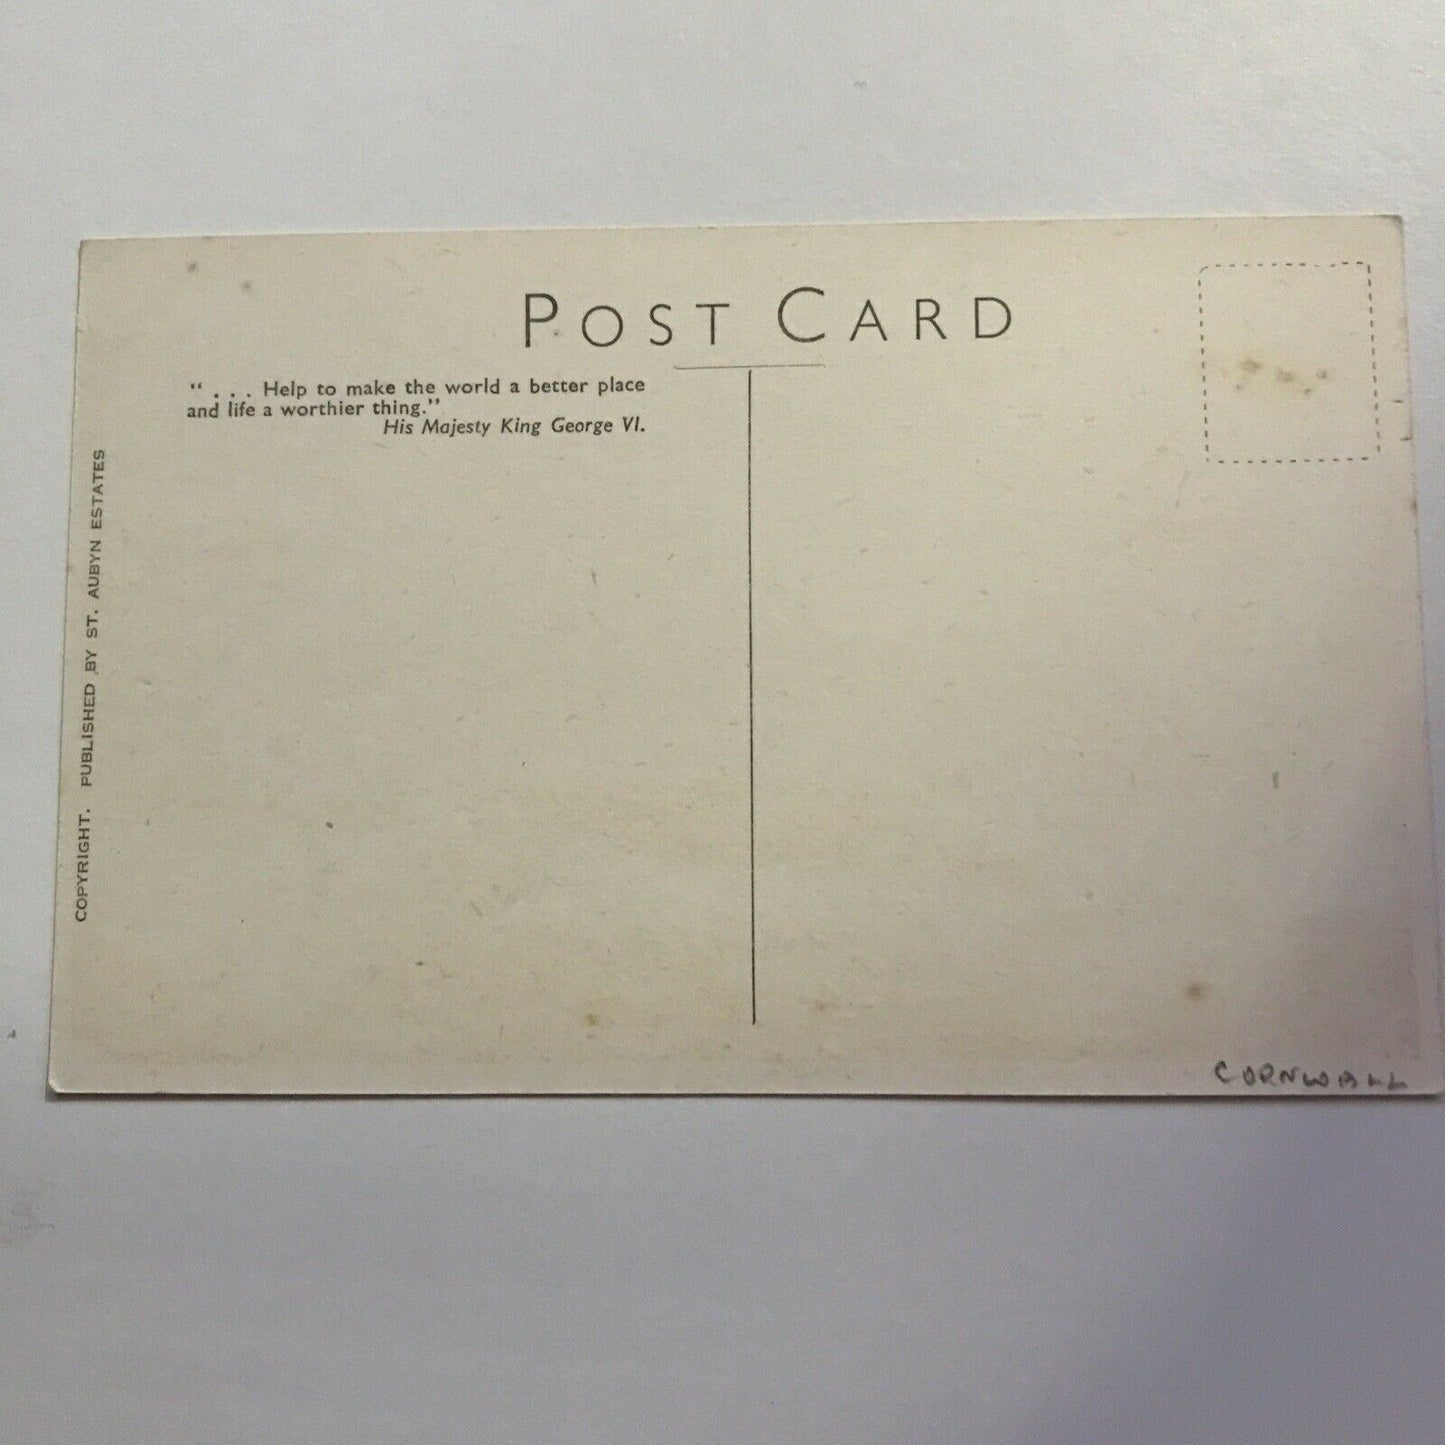 POST CARD
" . . . Help to make the world a better place
and life a worthier thing."
His Majesty King George VI.
COPYRIGHT. PUBLISHED BY ST. AUBYN ESTATES
CORNWALL